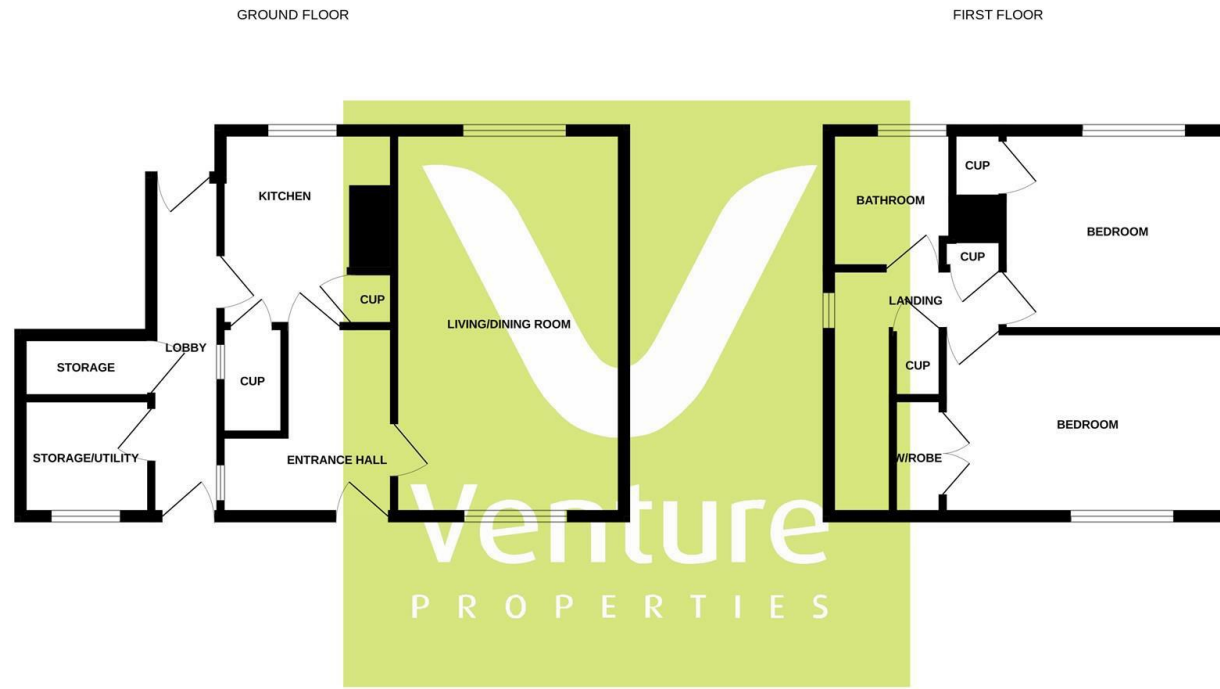 GROUND FLOOR
KITCHEN
CUP
LIVING/DINING ROOM
LOBBY
STORAGE
CUP
STORAGE/UTILITY
ENTRANCE HALL
FIRST FLOOR
CUP
BATHROOM
BEDROOM
CUP
LANDING
CUP
BEDROOM
W/ROBE
Venture
PROPERTIES